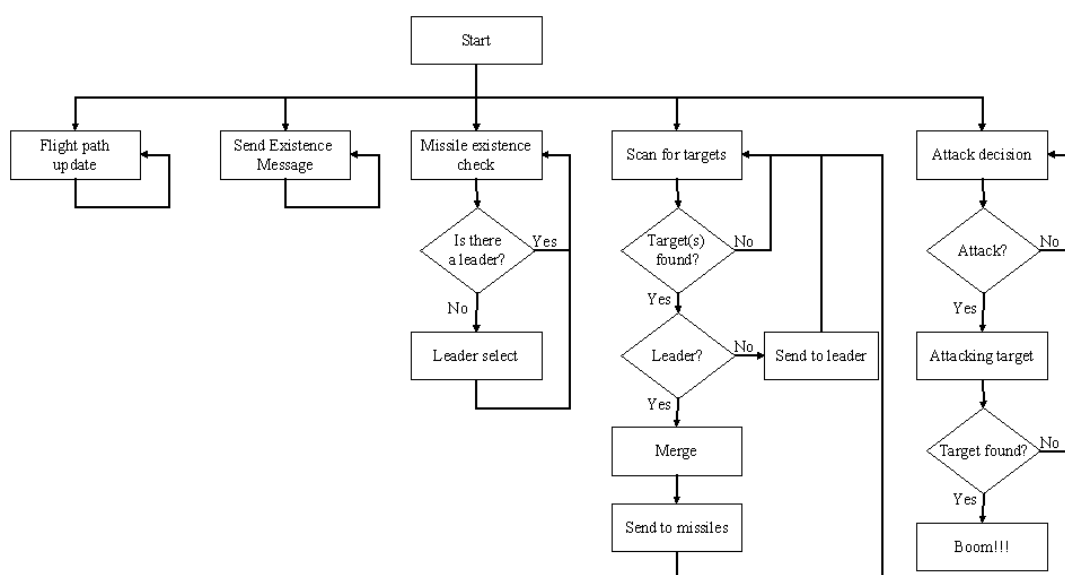 Start
Flight path
update
Send Existence
Message
Missile existence
check
Scan for targets
Attack decision
Is there
a leader?
Yes
No
Leader select
Target(s)
found?
No
Yes
Leader?
No
Send to leader
Yes
Merge
Send to missiles
Attack?
No
Yes
Attacking target
Target found?
No
Yes
Boom!!!